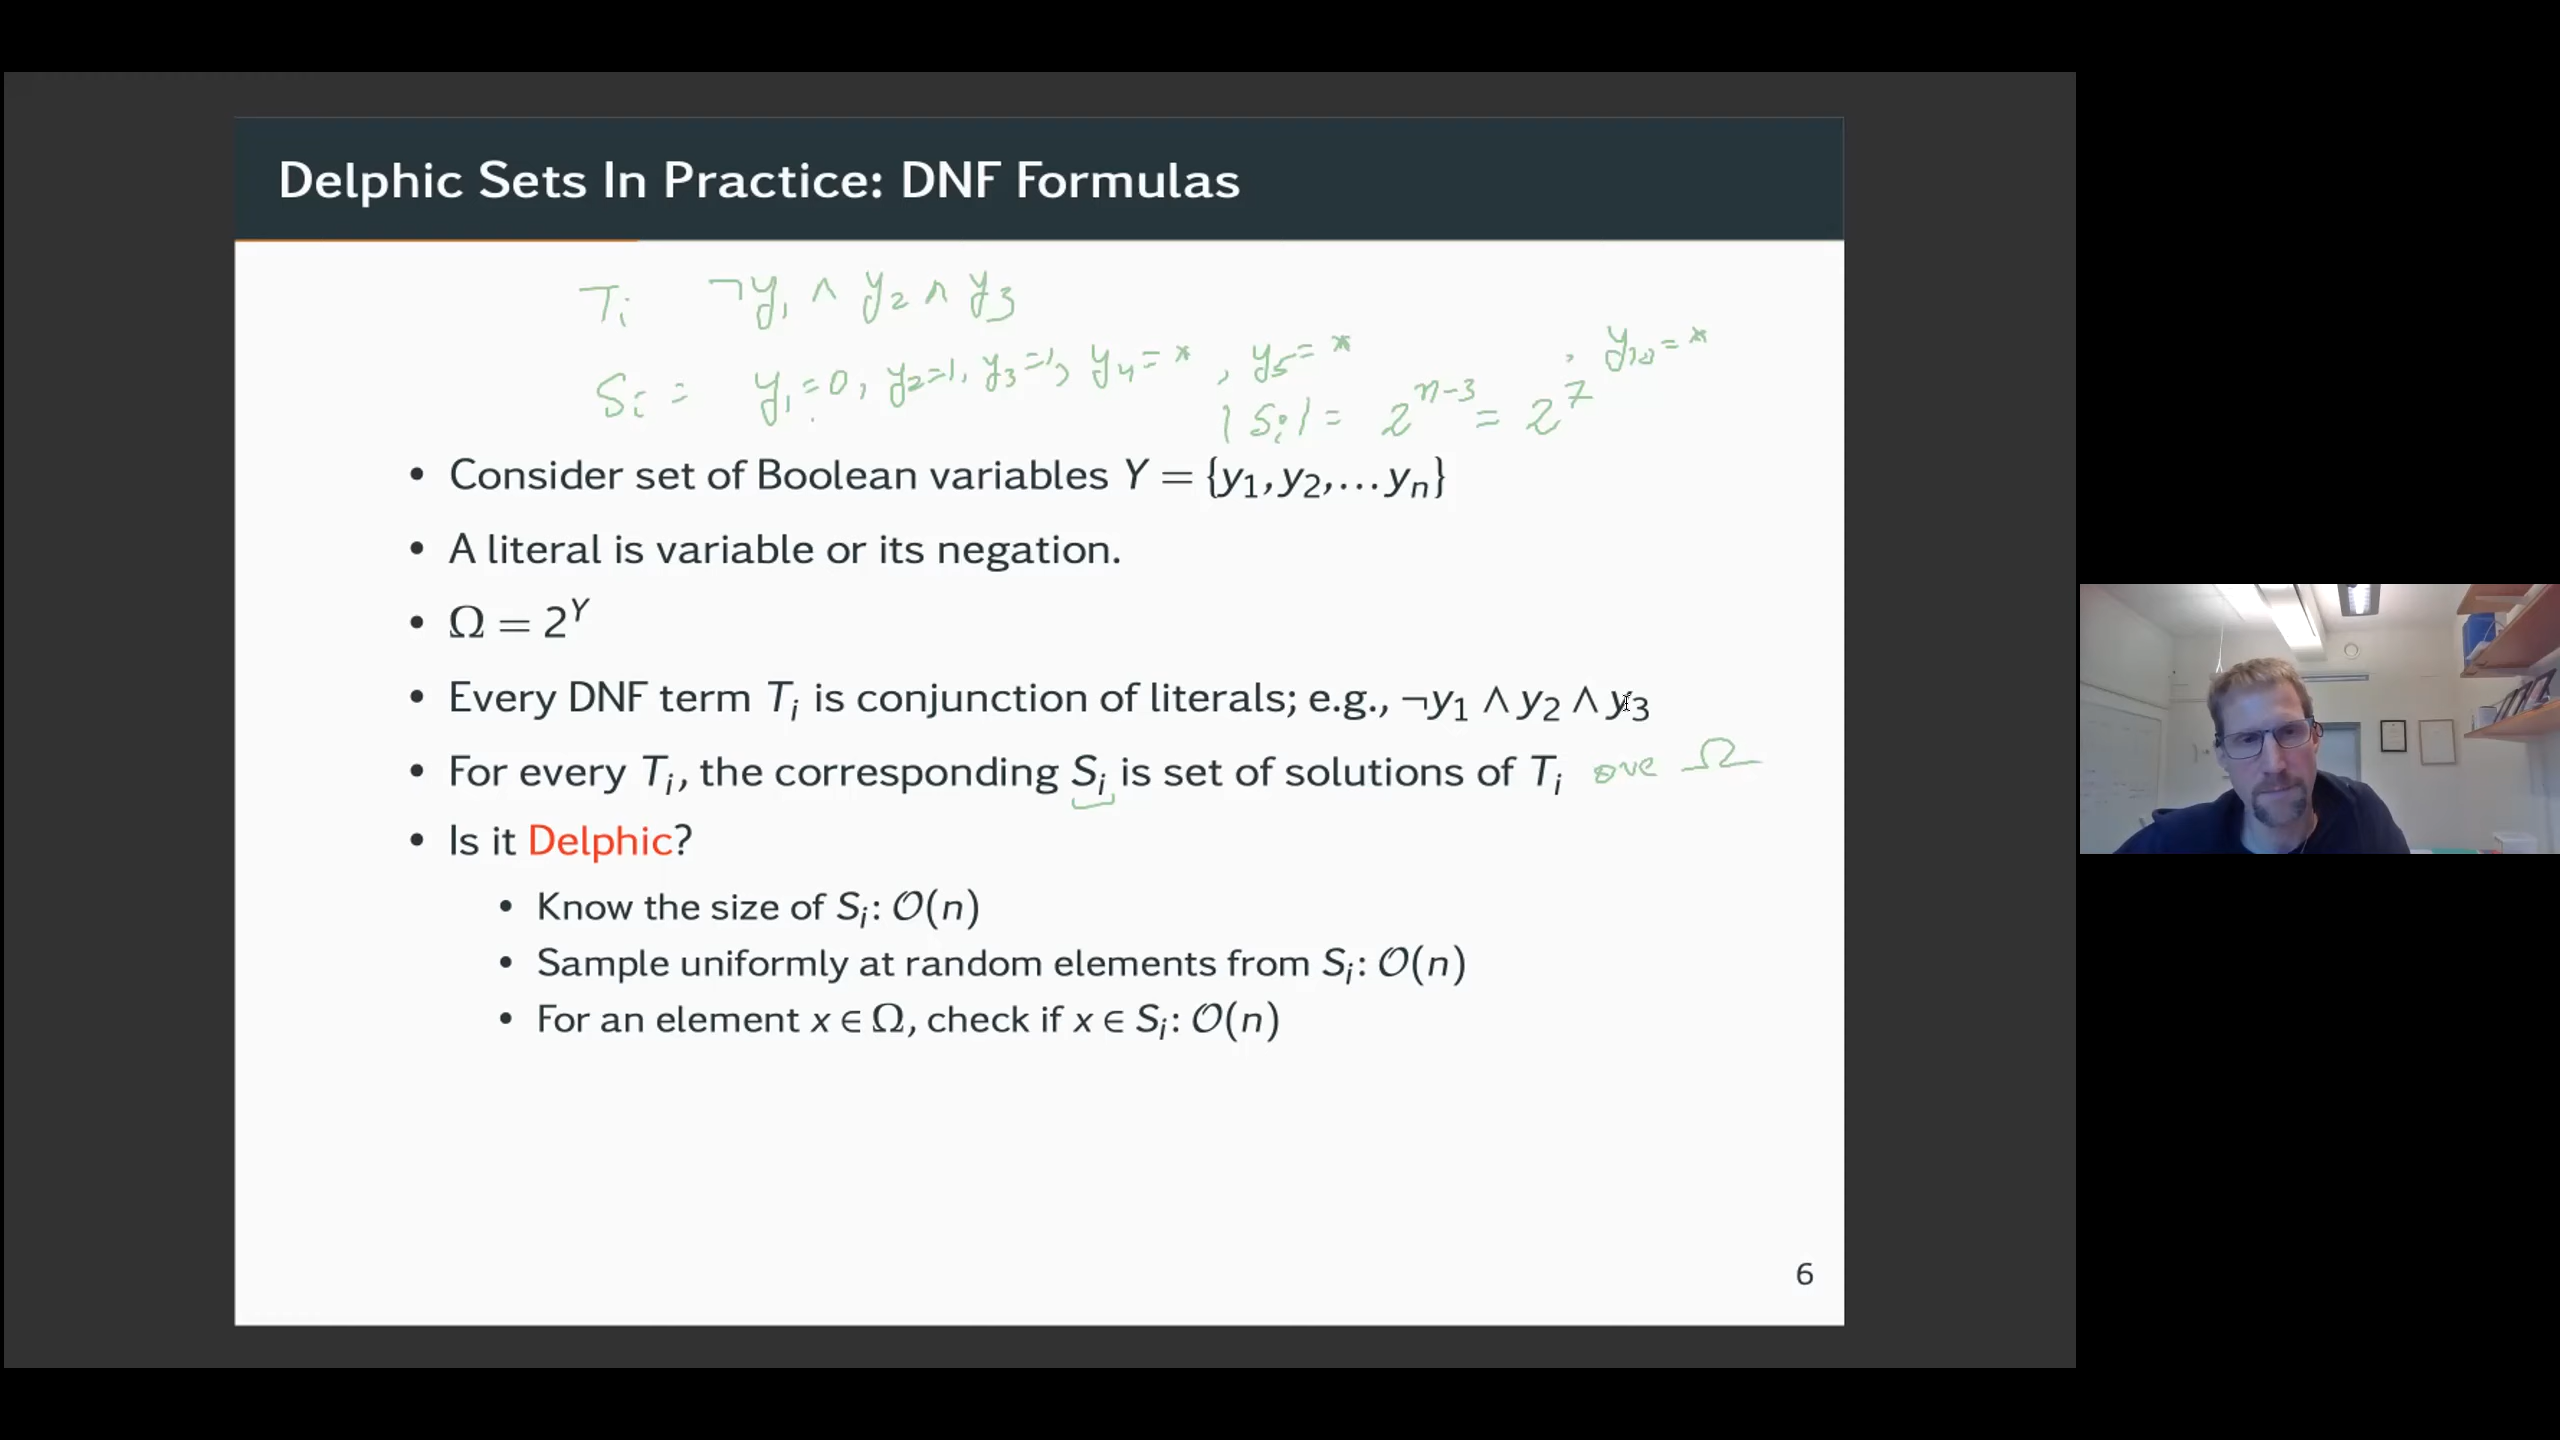 Delphic Sets In Practice: DNF Formulas
Tᵢ ¬y₁ ∧ y₂ ∧ y₃
Sᵢ = y₁=0, y₂=1, y₃=1, y₄=*, y₅=* , y₁₀=*
|Sᵢ| = 2ⁿ⁻³ = 2⁷
• Consider set of Boolean variables Y = {y₁, y₂, … yₙ}
• A literal is variable or its negation.
• Ω = 2^Y
• Every DNF term Tᵢ is conjunction of literals; e.g., ¬y₁ ∧ y₂ ∧ y₃
• For every Tᵢ, the corresponding Sᵢ is set of solutions of Tᵢ ove Ω
• Is it Delphic?
• Know the size of Sᵢ: O(n)
• Sample uniformly at random elements from Sᵢ: O(n)
• For an element x ∈ Ω, check if x ∈ Sᵢ: O(n)
6